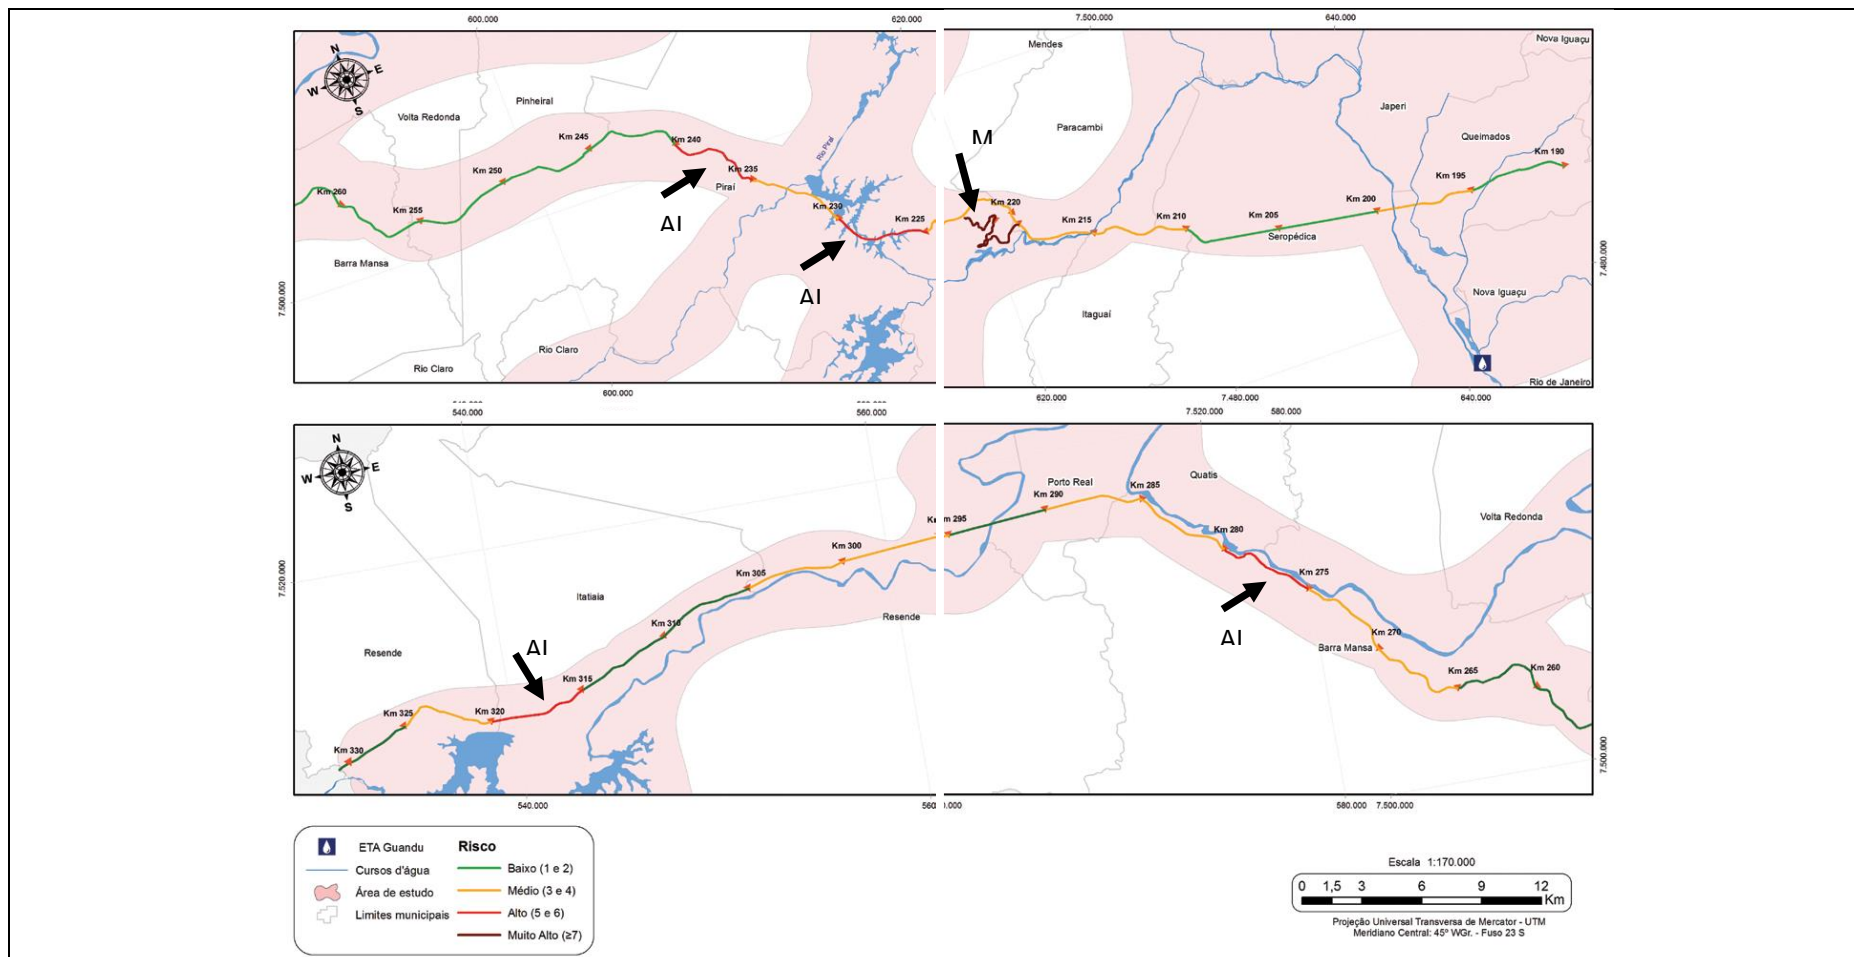 600.000
620.000
7.500.000
640.000
N
E
W
S
Volta Redonda
Pinheiral
Km 245
Km 240
Km 250
Km 235
Km 260
Km 255
Piraí
Rio Piraí
Km 230
Km 225
Barra Mansa
Rio Claro
Rio Claro
7.500.000
AI
AI
Mendes
Paracambi
M
Km 220
Km 215
Km 210
Km 205
Seropédica
Km 200
Km 195
Km 190
Japeri
Queimados
Nova Iguaçu
Nova Iguaçu
Itaguaí
Rio de Janeiro
7.480.000
600.000
620.000
7.480.000
640.000
540.000
560.000
7.520.000
580.000
N
E
W
S
7.520.000
Resende
Itatiaia
Resende
Km 330
Km 325
Km 320
Km 315
Km 310
Km 305
Km 300
AI
295
Km 290
Porto Real
Km 285
Quatis
Km 280
Km 275
Volta Redonda
AI
Barra Mansa
Km 270
Km 265
Km 260
7.500.000
540.000
560
0.000
580.000
7.500.000
ETA Guandu
Cursos d'água
Área de estudo
Limites municipais
Risco
Baixo (1 e 2)
Médio (3 e 4)
Alto (5 e 6)
Muito Alto (≥7)
Escala 1:170.000
0 1,5 3 6 9 12
Km
Projeção Universal Transversa de Mercator - UTM
Meridiano Central: 45º WGr. - Fuso 23 S